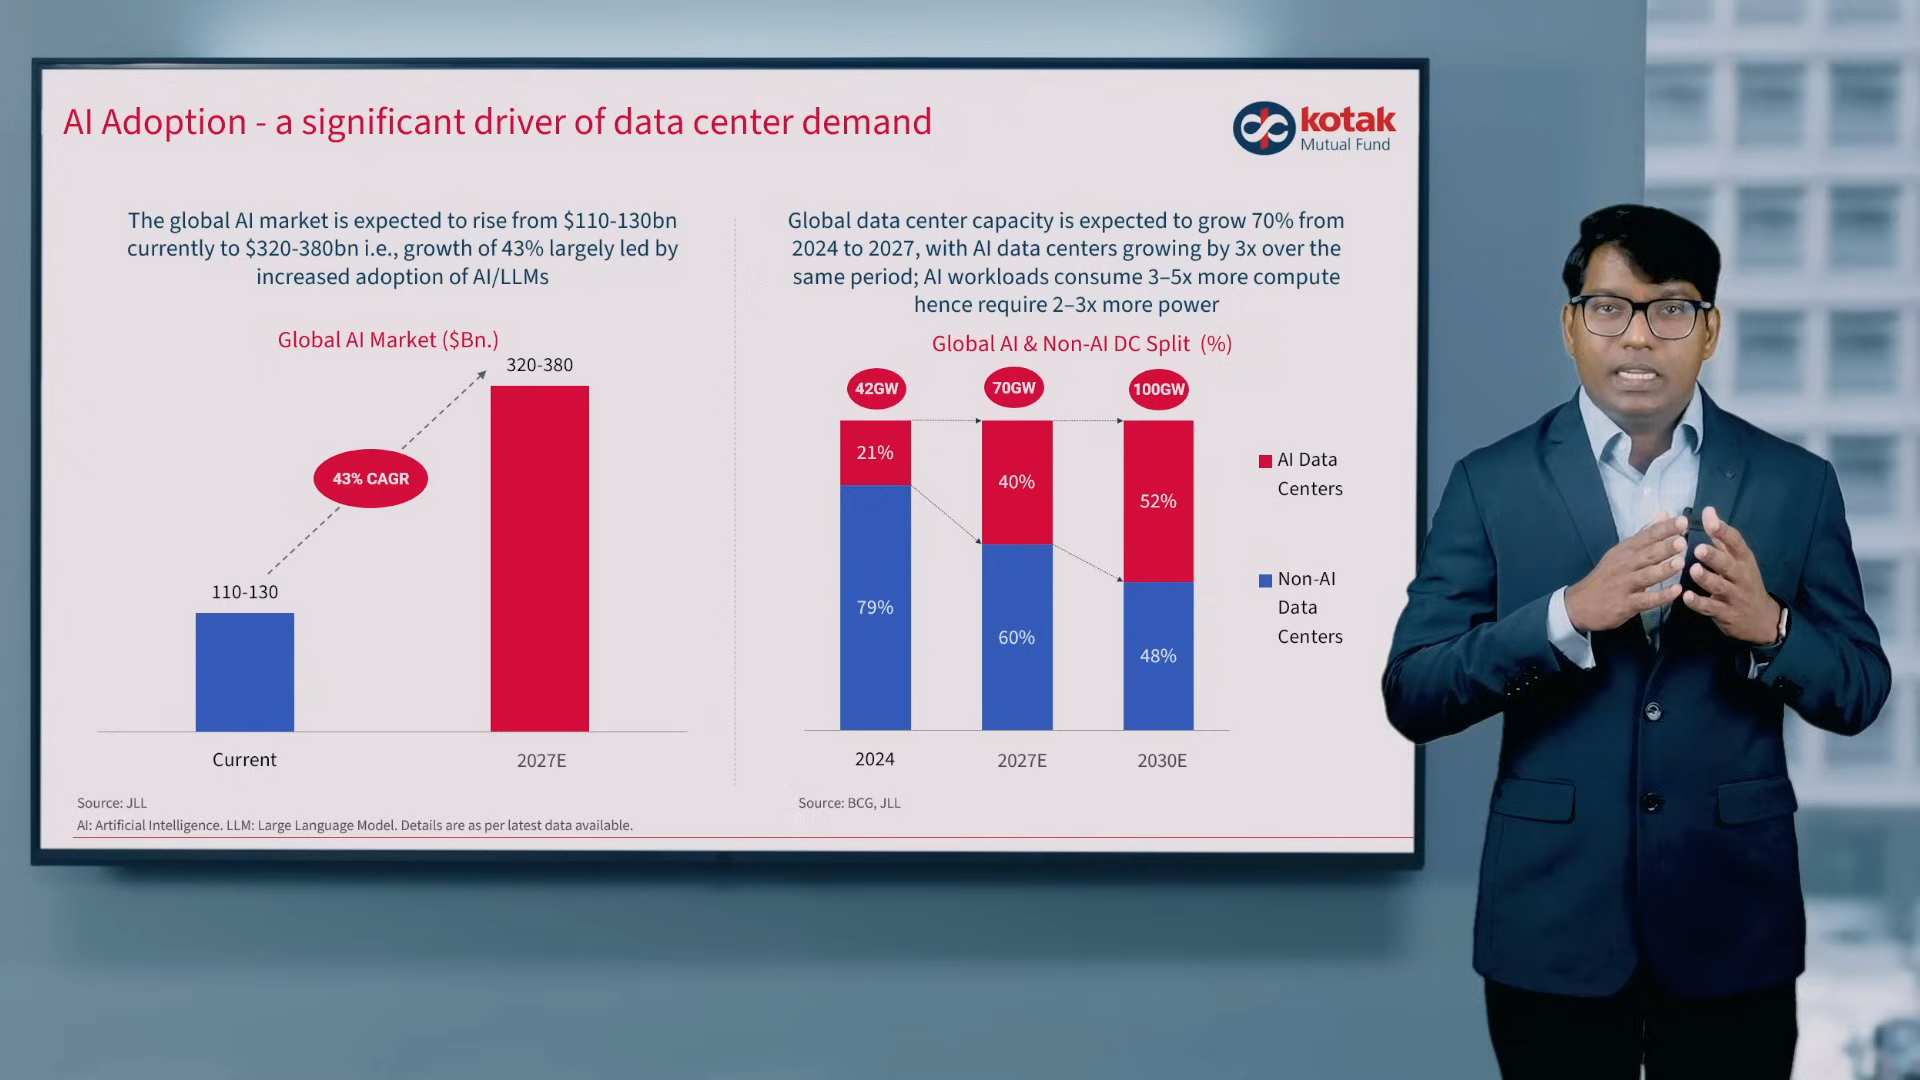 AI Adoption - a significant driver of data center demand
kotak
Mutual Fund
The global AI market is expected to rise from $110-130bn
currently to $320-380bn i.e., growth of 43% largely led by
increased adoption of AI/LLMs
Global AI Market ($Bn.)
320-380
43% CAGR
110-130
Current
2027E
Source: JLL
AI: Artificial Intelligence. LLM: Large Language Model. Details are as per latest data available.
Global data center capacity is expected to grow 70% from
2024 to 2027, with AI data centers growing by 3x over the
same period; AI workloads consume 3–5x more compute
hence require 2–3x more power
Global AI & Non-AI DC Split (%)
42GW
70GW
100GW
21%
40%
52%
79%
60%
48%
AI Data
Centers
Non-AI
Data
Centers
2024
2027E
2030E
Source: BCG, JLL